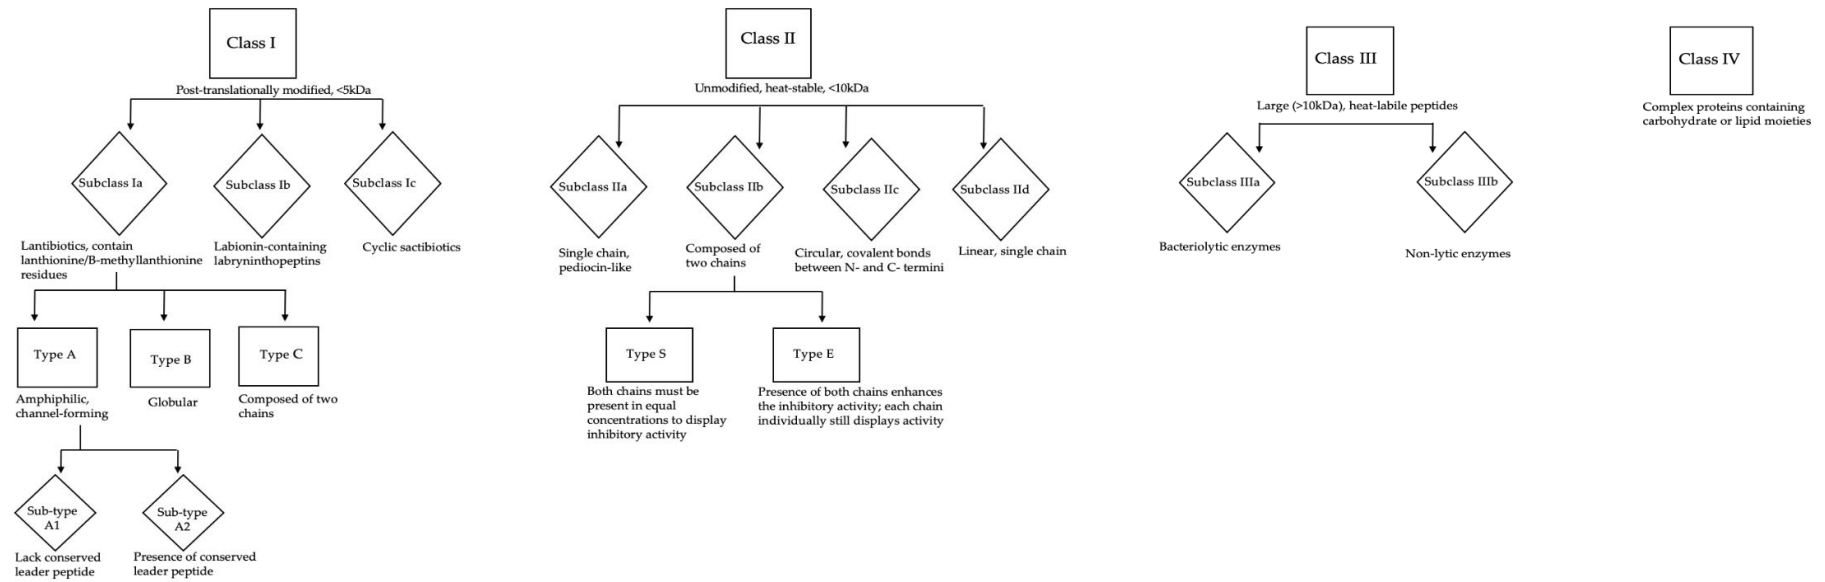 Class I
Post-translationally modified, <5kDa
Subclass Ia
Subclass Ib
Subclass Ic
Lantibiotics, contain
lanthionine/B-methyllanthionine
residues
Labionin-containing
labryninthopeptins
Cyclic sactibiotics
Type A
Type B
Type C
Amphiphilic,
channel-forming
Globular
Composed of two
chains
Sub-type
A1
Sub-type
A2
Lack conserved
leader peptide
Presence of conserved
leader peptide
Class II
Unmodified, heat-stable, <10kDa
Subclass IIa
Subclass IIb
Subclass IIc
Subclass IId
Single chain,
pediocin-like
Composed of
two chains
Circular, covalent bonds
between N- and C- termini
Linear, single chain
Type S
Type E
Both chains must be
present in equal
concentrations to display
inhibitory activity
Presence of both chains enhances
the inhibitory activity; each chain
individually still displays activity
Class III
Large (>10kDa), heat-labile peptides
Subclass IIIa
Subclass IIIb
Bacteriolytic enzymes
Non-lytic enzymes
Class IV
Complex proteins containing
carbohydrate or lipid moieties